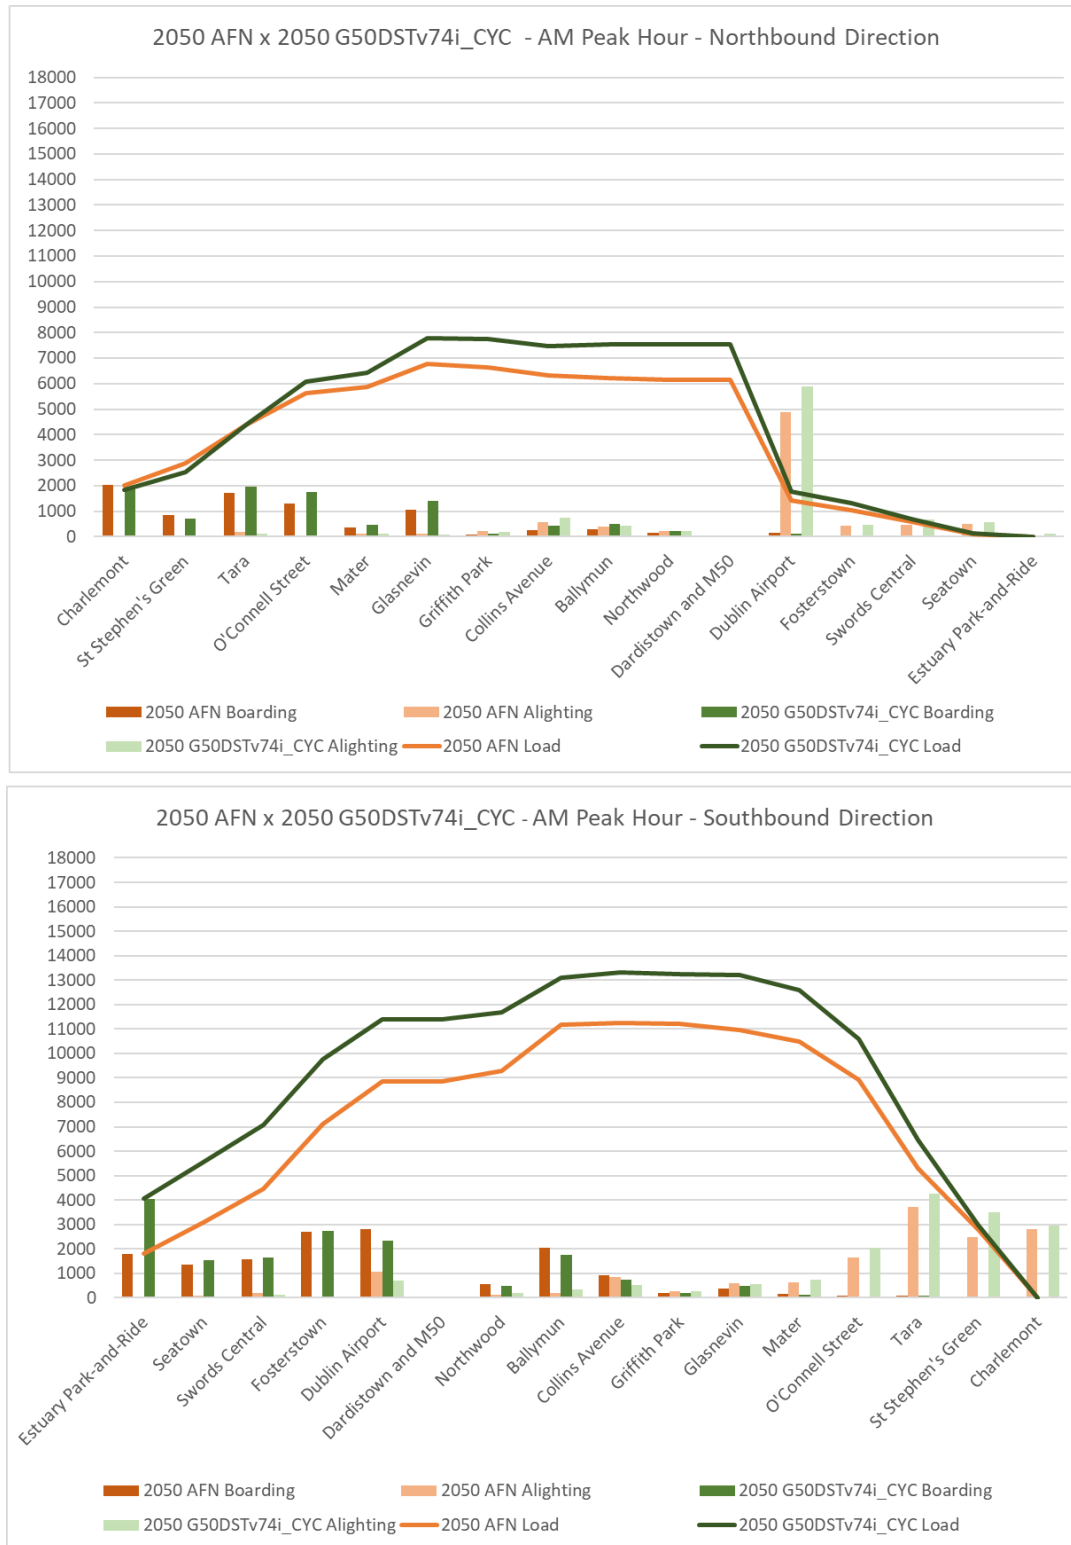 2050 AFN x 2050 G50DSTv74i_CYC - AM Peak Hour - Northbound Direction
18000
17000
16000
15000
14000
13000
12000
11000
10000
9000
8000
7000
6000
5000
4000
3000
2000
1000
0
Charlemont
St Stephen's Green
Tara
O'Connell Street
Mater
Glasnevin
Griffith Park
Collins Avenue
Ballymun
Northwood
Dardistown and M50
Dublin Airport
Fosterstown
Swords Central
Seatown
Estuary Park-and-Ride
2050 AFN Boarding 2050 AFN Alighting 2050 G50DSTv74i_CYC Boarding
2050 G50DSTv74i_CYC Alighting 2050 AFN Load 2050 G50DSTv74i_CYC Load
2050 AFN x 2050 G50DSTv74i_CYC - AM Peak Hour - Southbound Direction
18000
17000
16000
15000
14000
13000
12000
11000
10000
9000
8000
7000
6000
5000
4000
3000
2000
1000
0
Estuary Park-and-Ride
Seatown
Swords Central
Fosterstown
Dublin Airport
Dardistown and M50
Northwood
Ballymun
Collins Avenue
Griffith Park
Glasnevin
Mater
O'Connell Street
Tara
St Stephen's Green
Charlemont
2050 AFN Boarding 2050 AFN Alighting 2050 G50DSTv74i_CYC Boarding
2050 G50DSTv74i_CYC Alighting 2050 AFN Load 2050 G50DSTv74i_CYC Load